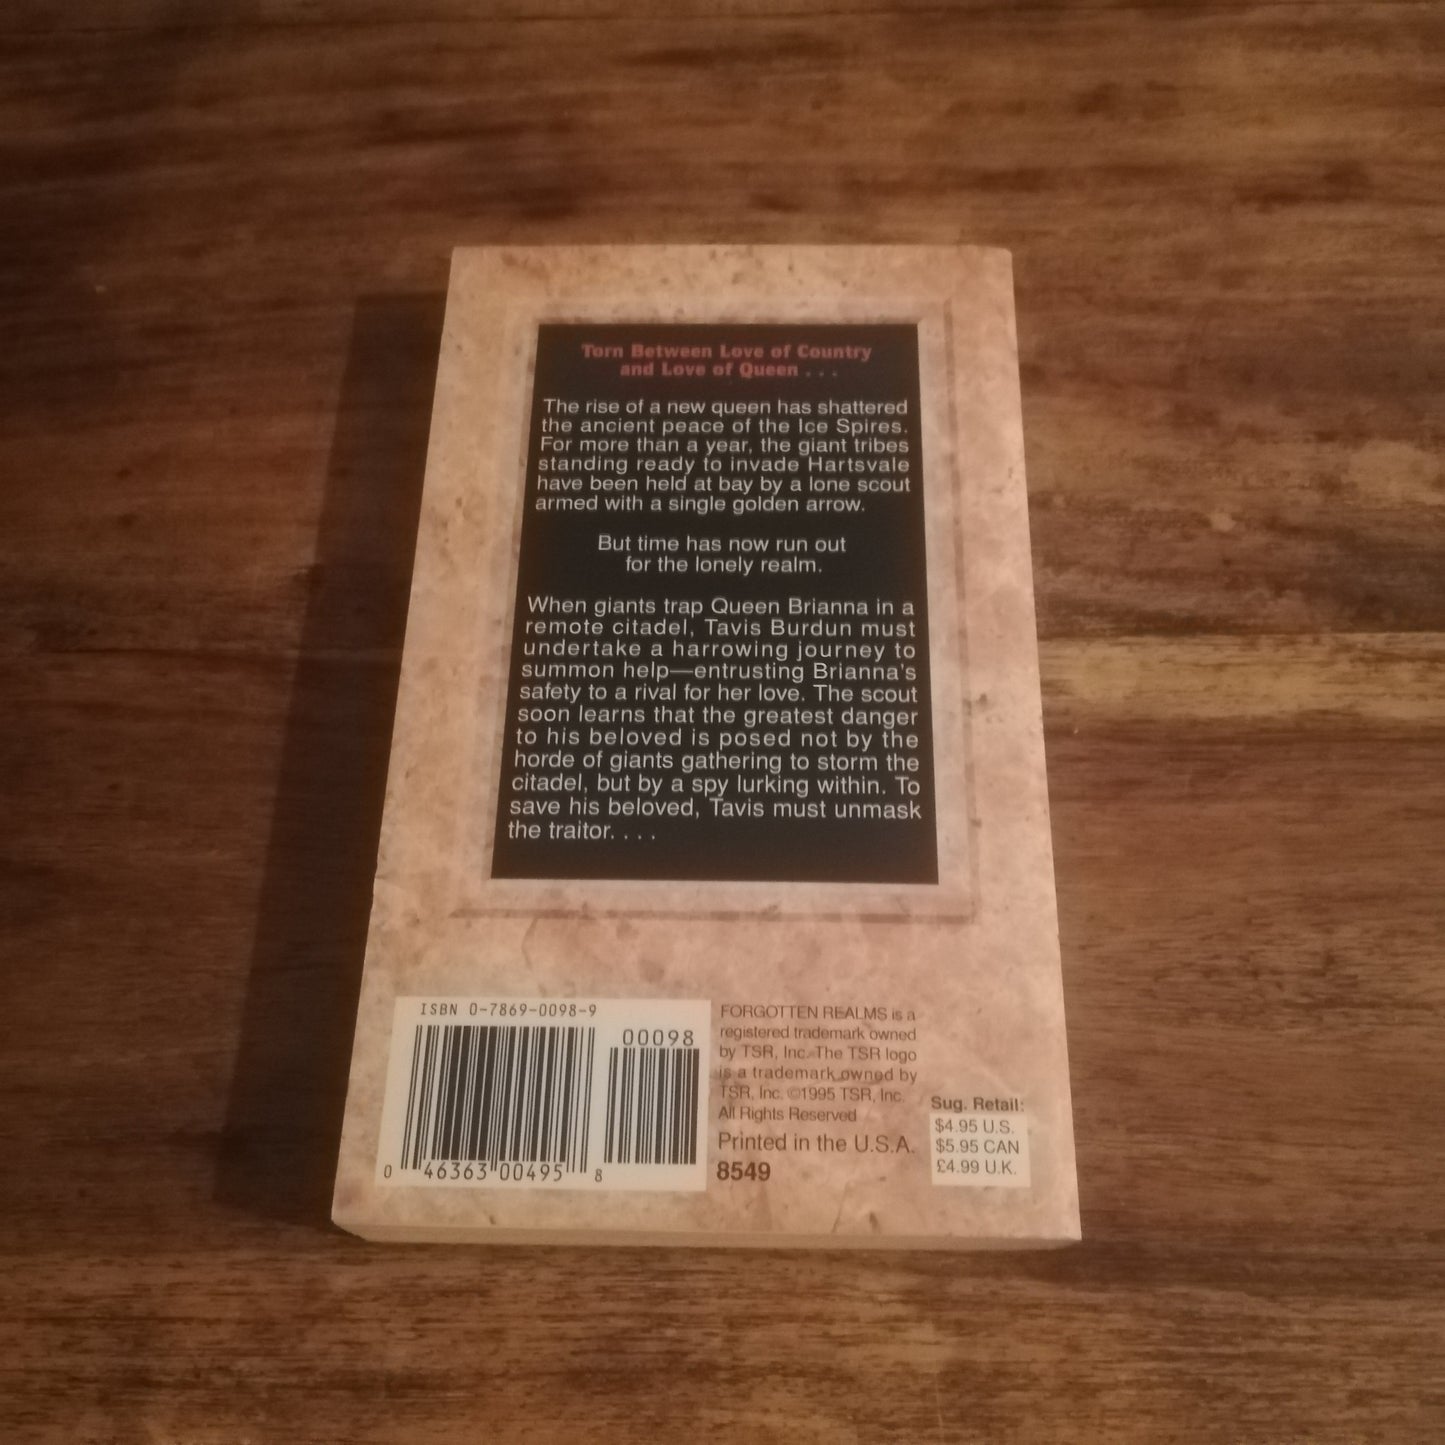 Torn Between Love of Country
and Love of Queen . . .
The rise of a new queen has shattered
the ancient peace of the Ice Spires.
For more than a year, the giant tribes
standing ready to invade Hartsvale
have been held at bay by a lone scout
armed with a single golden arrow.
But time has now run out
for the lonely realm.
When giants trap Queen Brianna in a
remote citadel, Tavis Burdun must
undertake a harrowing journey to
summon help—entrusting Brianna's
safety to a rival for her love. The scout
soon learns that the greatest danger
to his beloved is posed not by the
horde of giants gathering to storm the
citadel, but by a spy lurking within. To
save his beloved, Tavis must unmask
the traitor. . . .
ISBN 0-7869-0098-9
00098
0 46363 00495 8
FORGOTTEN REALMS is a
registered trademark owned
by TSR, Inc. The TSR logo
is a trademark owned by
TSR, Inc. ©1995 TSR, Inc.
All Rights Reserved
Printed in the U.S.A.
8549
Sug. Retail:
$4.95 U.S.
$5.95 CAN
£4.99 U.K.